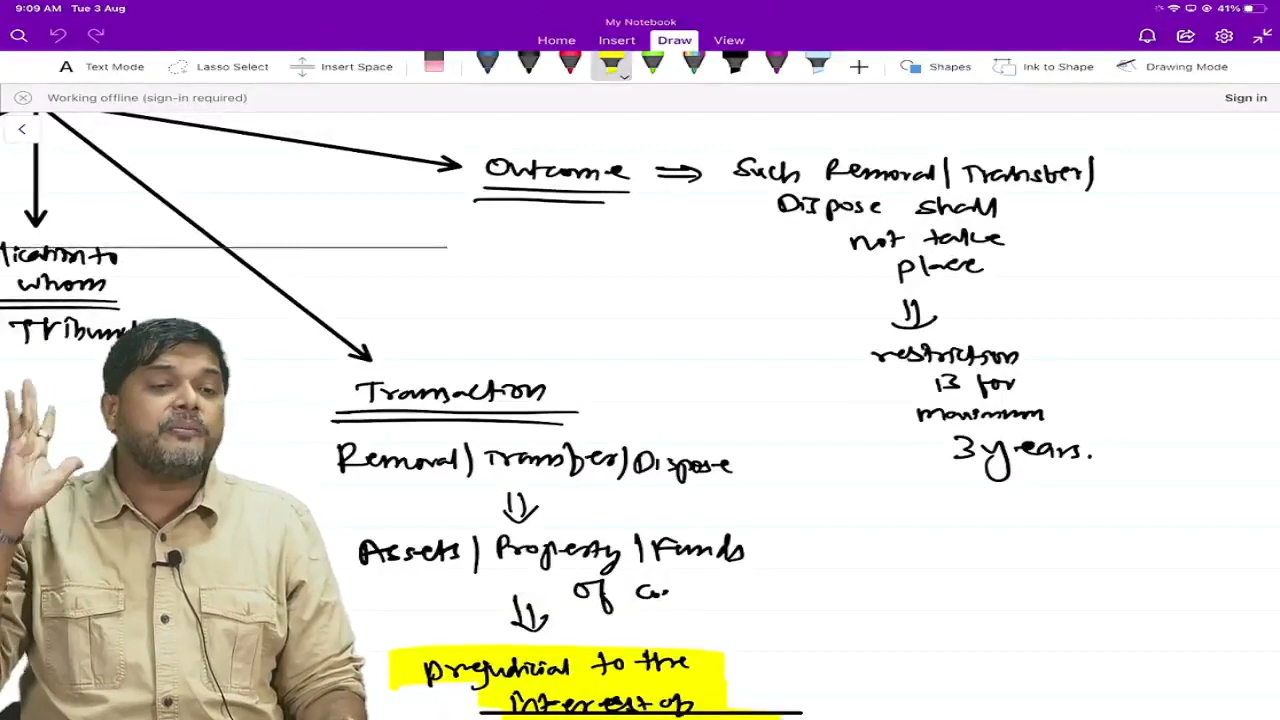 9:09 AM Tue 3 Aug
41%
My Notebook
Home Insert Draw View
Text Mode Lasso Select Insert Space Shapes Ink to Shape Drawing Mode
Working offline (sign-in required) Sign in
Outcome ⇒ Such Removal/Transfer/
Dispose shall
not take
place
⇓
restriction
is for
maximum
3 years.
lication to
whom
Tribun
Transaction
Removal/Transfer/Dispose
⇓
Assets/Property/Funds
of co.
⇓
prejudicial to the
interest of